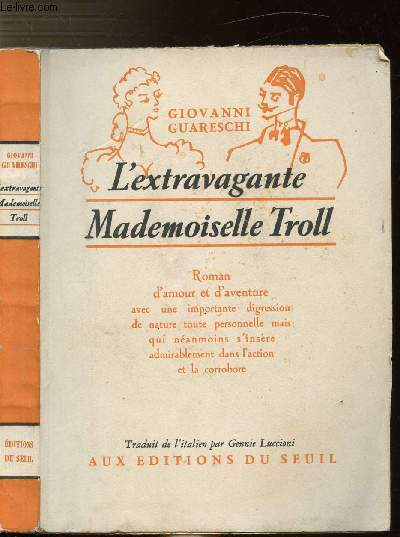 © Le-Livre.com
GIOVANNI
GUARESCHI
L'extravagante
Mademoiselle
Troll
ÉDITIONS
DU SEUIL
GIOVANNI
GUARESCHI
L'extravagante
Mademoiselle Troll
Roman
d'amour et d'aventure
avec une importante digression
de nature toute personnelle mais
qui néanmoins s'insère
admirablement dans l'action
et la corrobore
Traduit de l'italien par Gennie Luccioni
AUX EDITIONS DU SEUIL